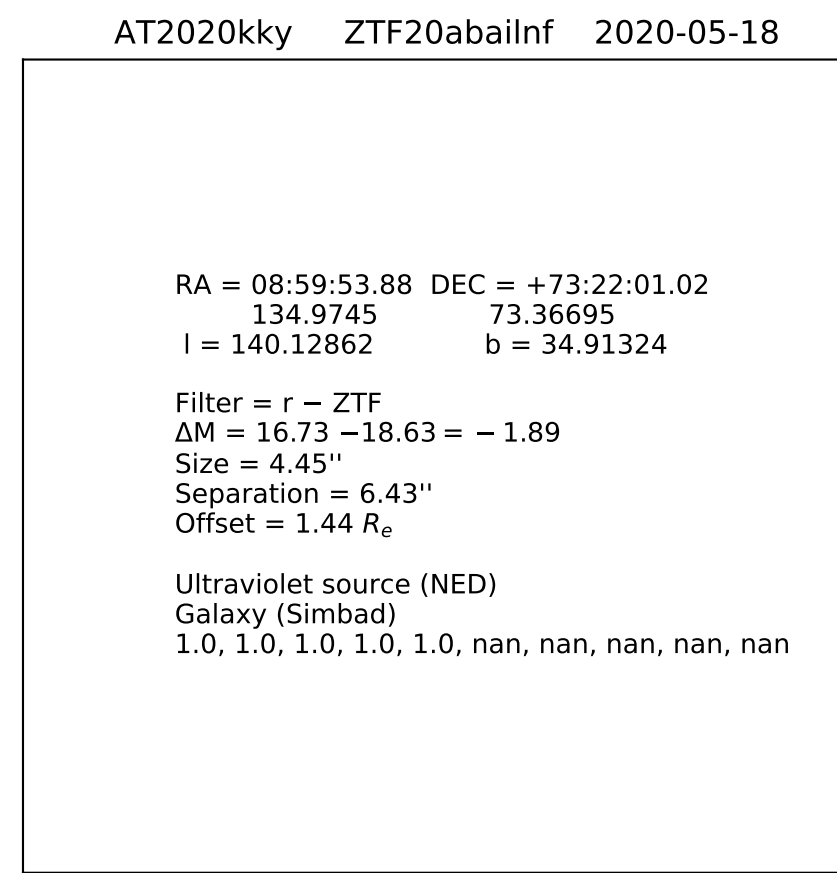 AT2020kky ZTF20abailnf 2020-05-18
RA = 08:59:53.88 DEC = +73:22:01.02
134.9745 73.36695
l = 140.12862 b = 34.91324
Filter = r − ZTF
ΔM = 16.73 −18.63 = − 1.89
Size = 4.45''
Separation = 6.43''
Offset = 1.44 Rₑ
Ultraviolet source (NED)
Galaxy (Simbad)
1.0, 1.0, 1.0, 1.0, 1.0, nan, nan, nan, nan, nan